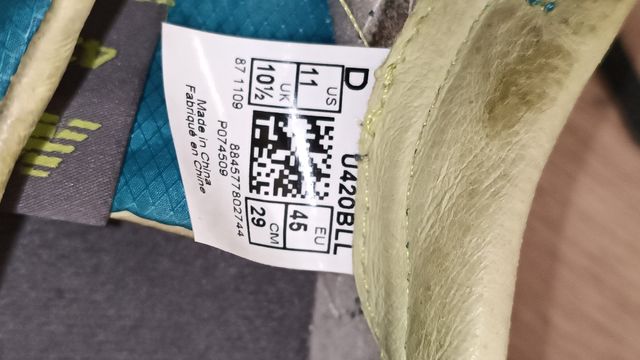 D
U420BLL
US 11
UK 10½
EU 45
CM 29
87 1109
884577802744
P074509
Made in China
Fabriqué en Chine